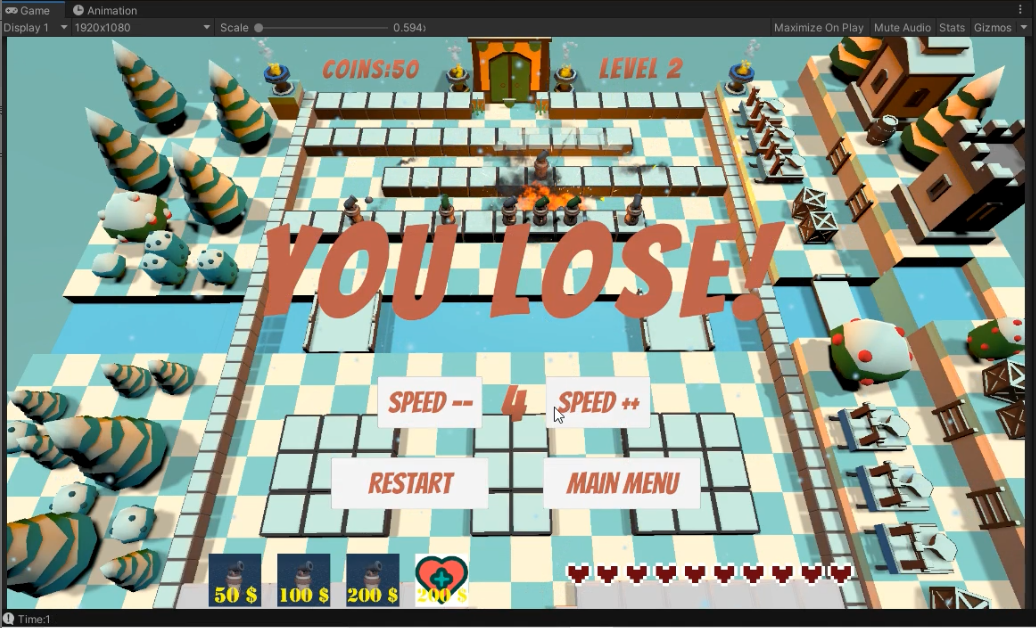 Game Animation
Display 1 1920x1080 Scale 0.594x Maximize On Play Mute Audio Stats Gizmos
COINS:50 LEVEL 2
YOU LOSE!
SPEED -- 4 SPEED ++
RESTART MAIN MENU
50 $ 100 $ 200 $ 200 $
Time:1